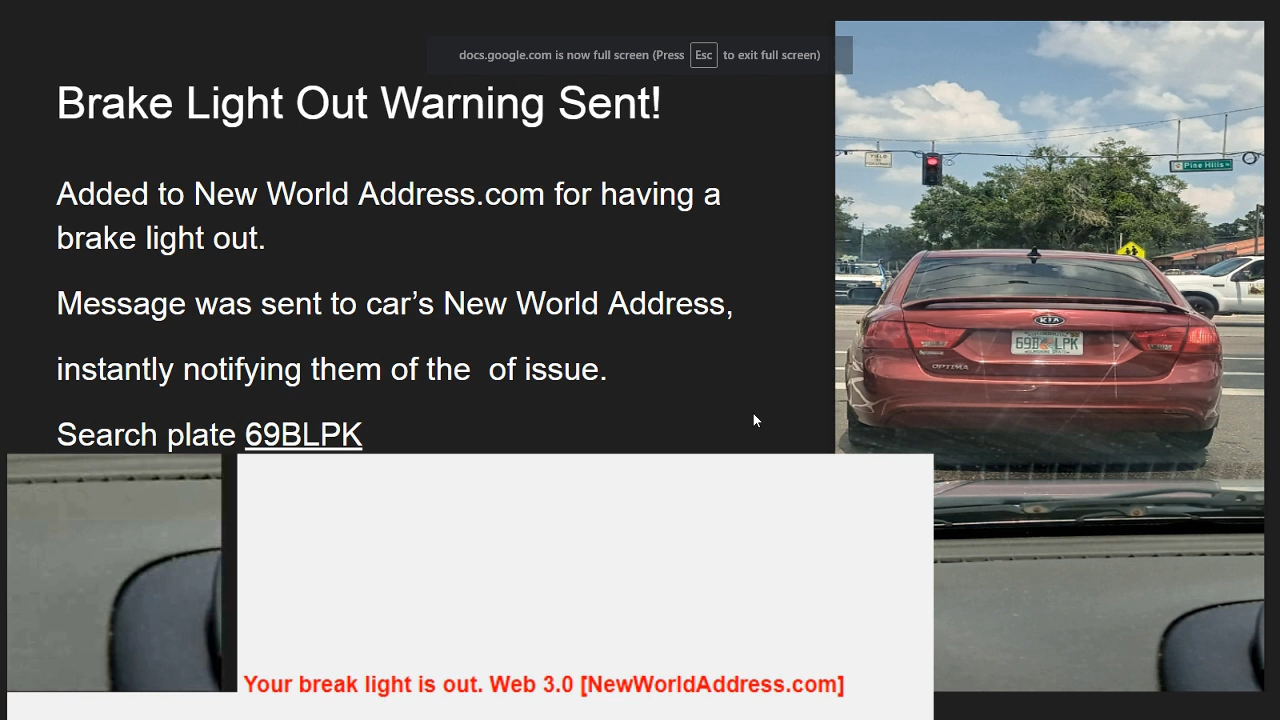 docs.google.com is now full screen (Press Esc to exit full screen)
Brake Light Out Warning Sent!
Added to New World Address.com for having a
brake light out.
Message was sent to car’s New World Address,
instantly notifying them of the  of issue.
Search plate 69BLPK
YIELD
Pine Hills
KIA
69B LPK
OPTIMA
Your break light is out. Web 3.0 [NewWorldAddress.com]